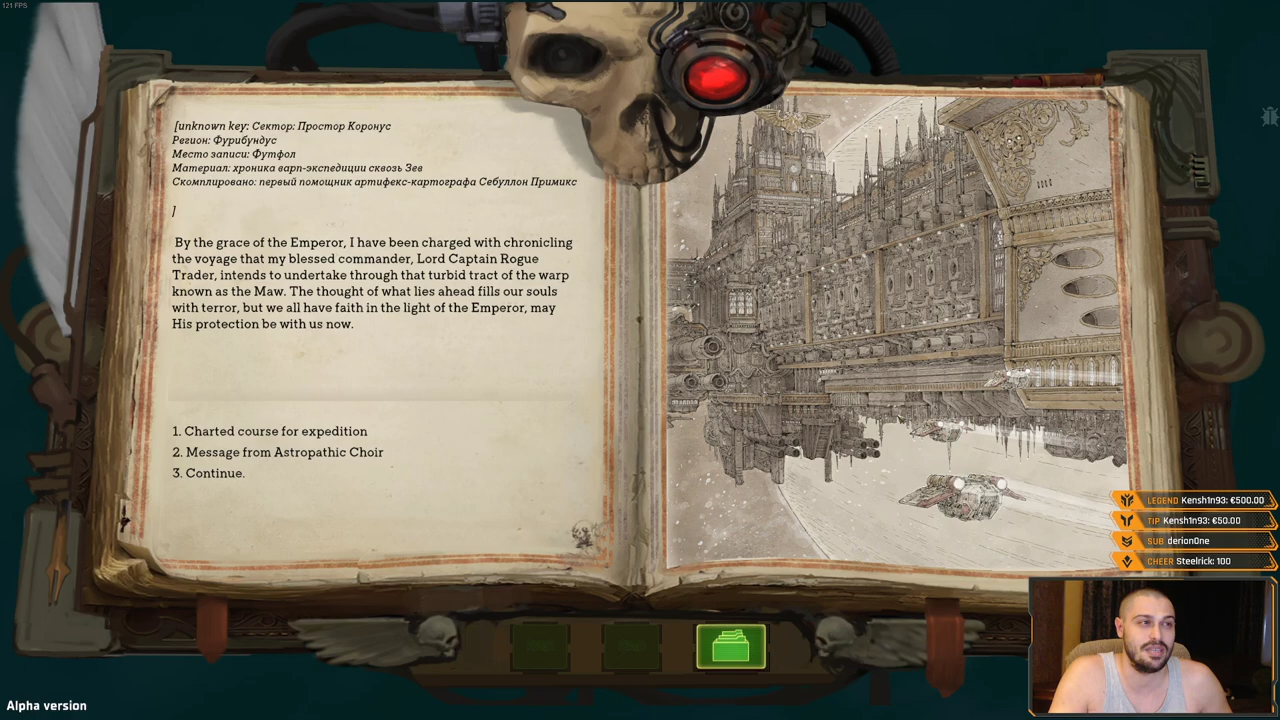 121 FPS
[unknown key: Сектор: Простор Коронус
Регион: Фурибундус
Место записи: Футфол
Материал: хроника варп-экспедиции сквозь Зев
Скомплировано: первый помощник артифекс-картографа Себуллон Примикс
]
By the grace of the Emperor, I have been charged with chronicling
the voyage that my blessed commander, Lord Captain Rogue
Trader, intends to undertake through that turbid tract of the warp
known as the Maw. The thought of what lies ahead fills our souls
with terror, but we all have faith in the light of the Emperor, may
His protection be with us now.
1. Charted course for expedition
2. Message from Astropathic Choir
3. Continue.
LEGEND Kensh1n93: €500.00
TIP Kensh1n93: €50.00
SUB derion0ne
CHEER Steelrick: 100
Alpha version